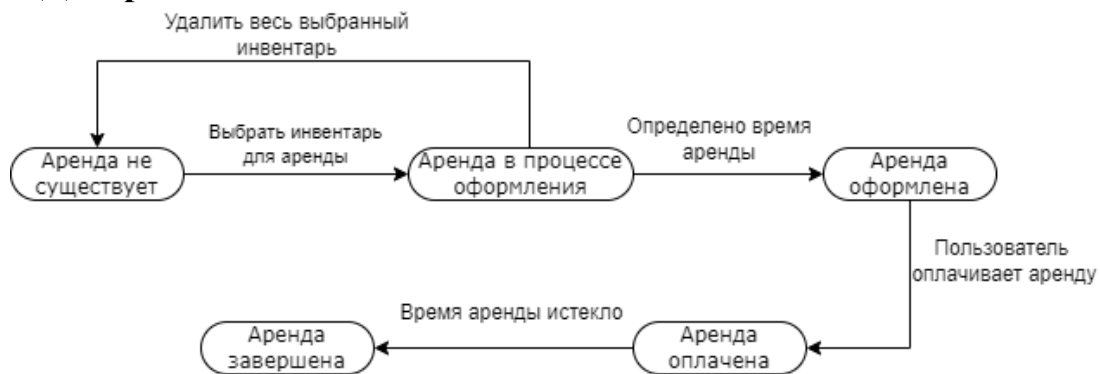 Удалить весь выбранный
инвентарь
Выбрать инвентарь
для аренды
Определено время
аренды
Аренда не
существует
Аренда в процессе
оформления
Аренда
оформлена
Пользователь
оплачивает аренду
Время аренды истекло
Аренда
завершена
Аренда
оплачена